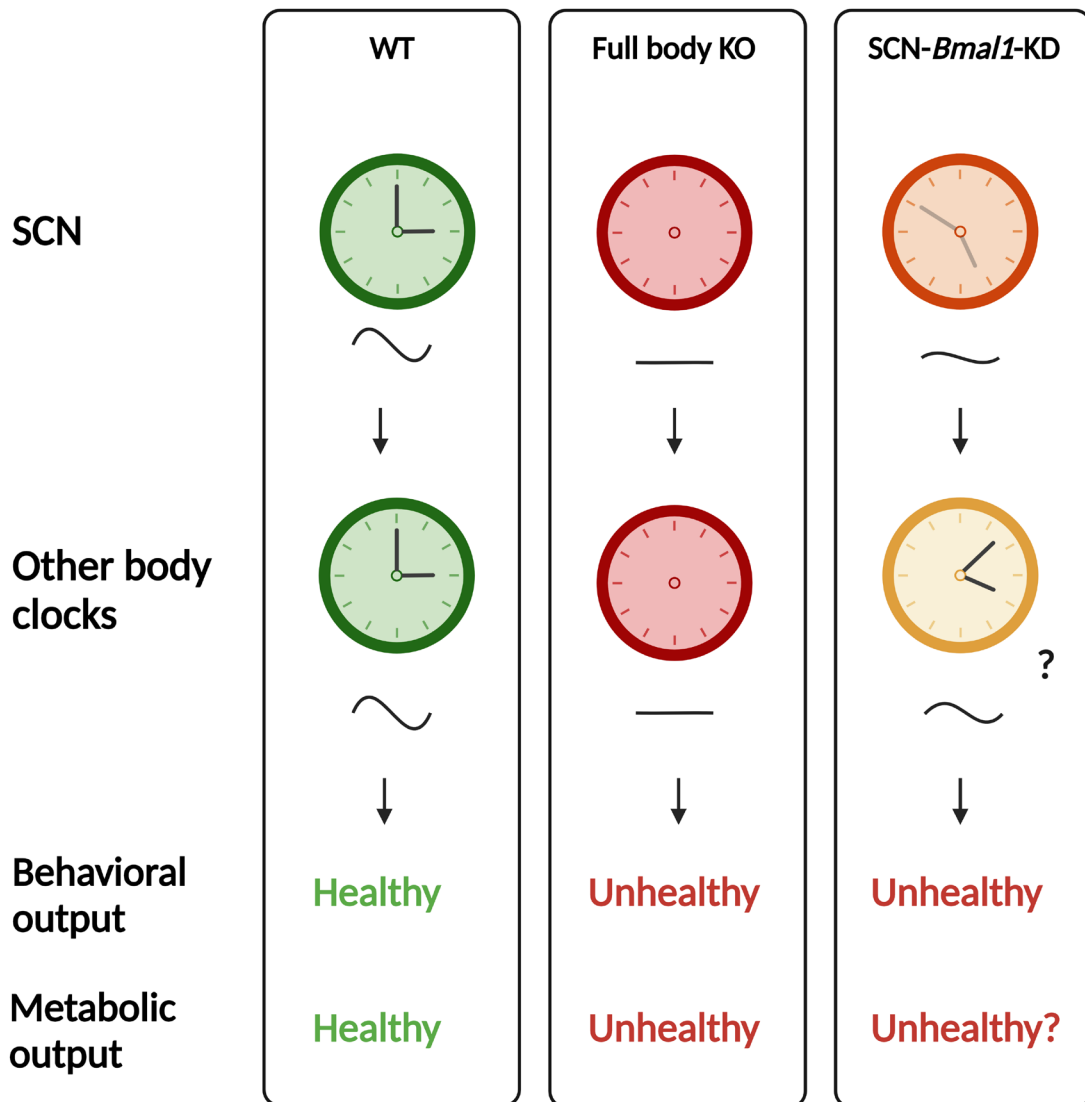 WT
Full body KO
SCN-Bmal1-KD
SCN
Other body
clocks
?
Behavioral
output
Healthy
Unhealthy
Unhealthy
Metabolic
output
Healthy
Unhealthy
Unhealthy?